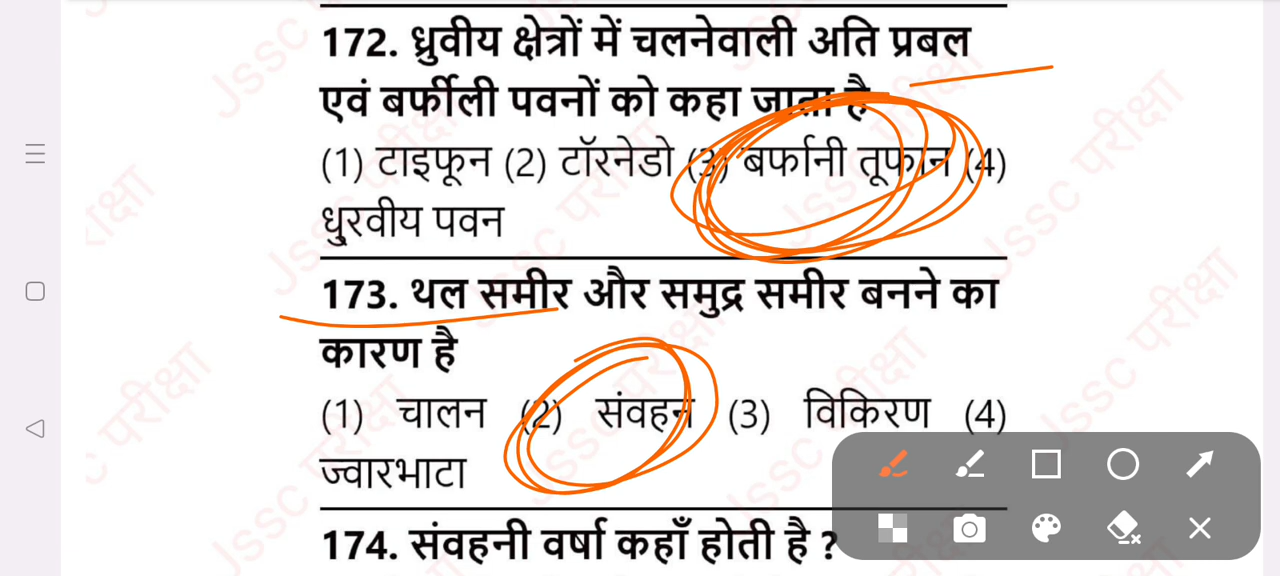 172. ध्रुवीय क्षेत्रों में चलनेवाली अति प्रबल
एवं बर्फीली पवनों को कहा जाता है
(1) टाइफून (2) टॉरनेडो (3) बर्फानी तूफान (4)
धु्रवीय पवन
173. थल समीर और समुद्र समीर बनने का
कारण है
(1) चालन (2) संवहन (3) विकिरण (4)
ज्वारभाटा
174. संवहनी वर्षा कहाँ होती है ?